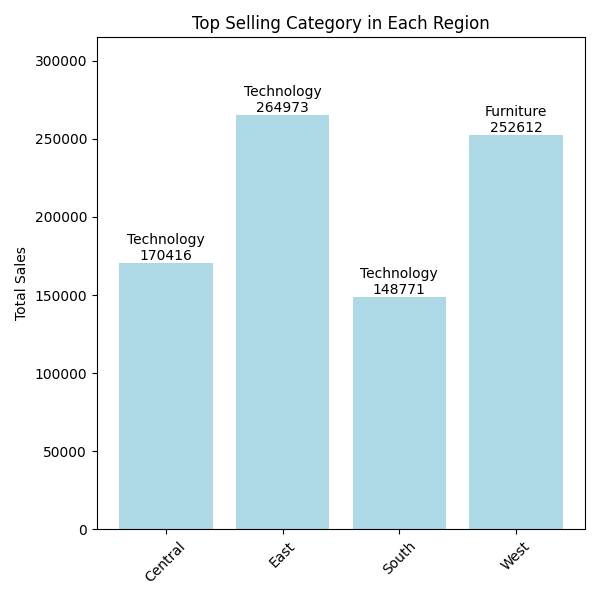 Top Selling Category in Each Region
Total Sales
300000
250000
200000
150000
100000
50000
0
Technology
170416
Technology
264973
Technology
148771
Furniture
252612
Central
East
South
West